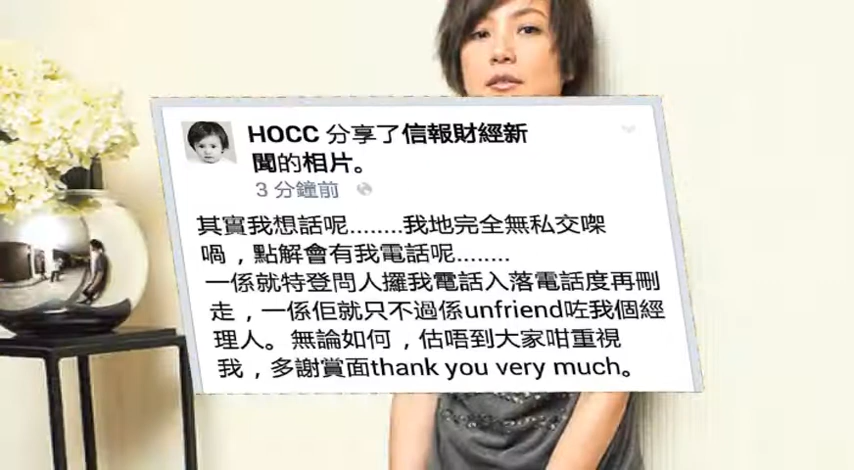 HOCC 分享了信報財經新
聞的相片。
3 分鐘前
其實我想話呢........我地完全無私交㗎
喎，點解會有我電話呢........
一係就特登問人攞我電話入落電話度再刪
走，一係佢就只不過係unfriend咗我個經
理人。無論如何，估唔到大家咁重視
我，多謝賞面thank you very much。